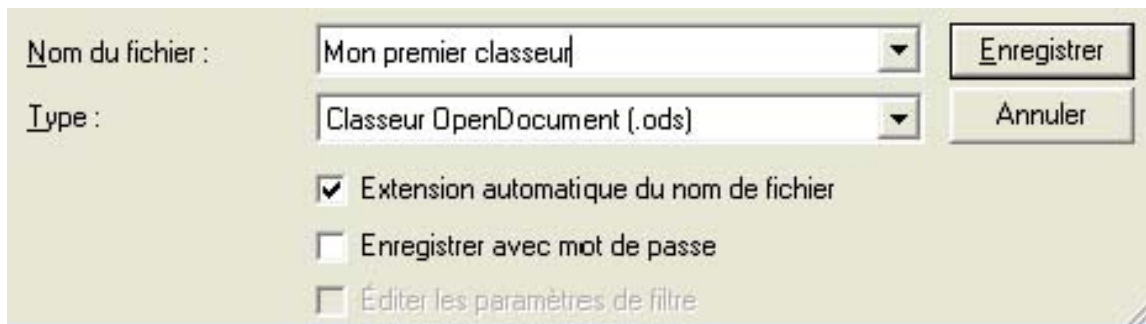 Nom du fichier : Mon premier classeur Enregistrer
Type : Classeur OpenDocument (.ods) Annuler
Extension automatique du nom de fichier
Enregistrer avec mot de passe
Éditer les paramètres de filtre